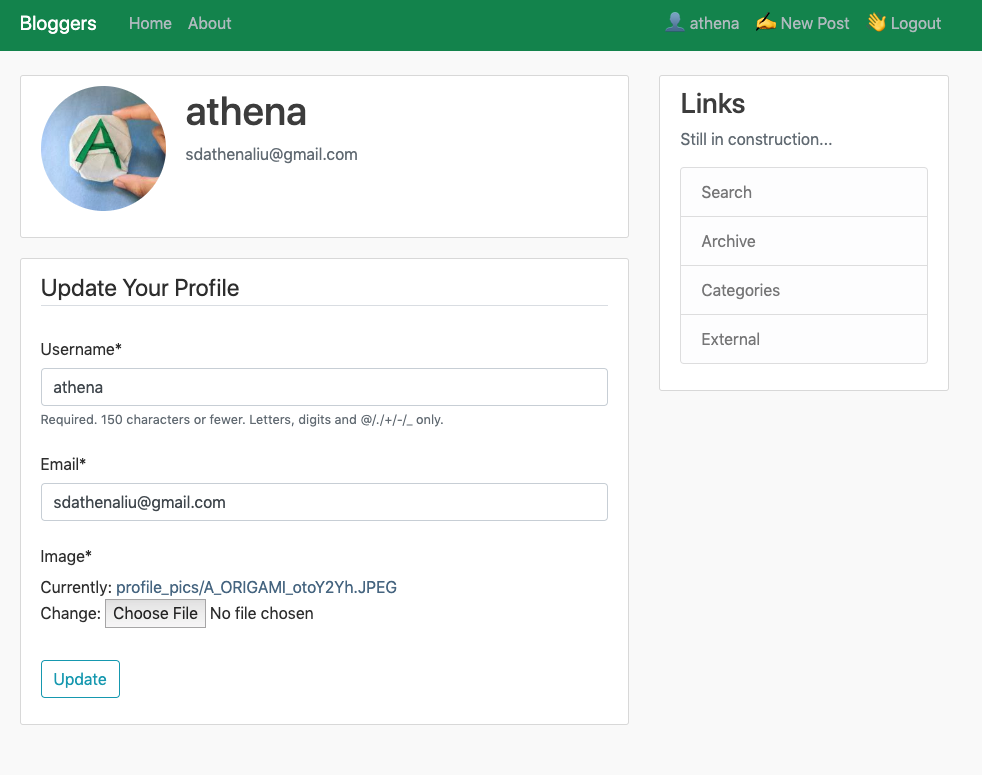 Bloggers Home About 👤 athena ✍️ New Post 👋 Logout
athena
sdathenaliu@gmail.com
A
Update Your Profile
Username*
athena
Required. 150 characters or fewer. Letters, digits and @/./+/-/_ only.
Email*
sdathenaliu@gmail.com
Image*
Currently: profile_pics/A_ORIGAMI_otoY2Yh.JPEG
Change: Choose File No file chosen
Update
Links
Still in construction...
Search
Archive
Categories
External